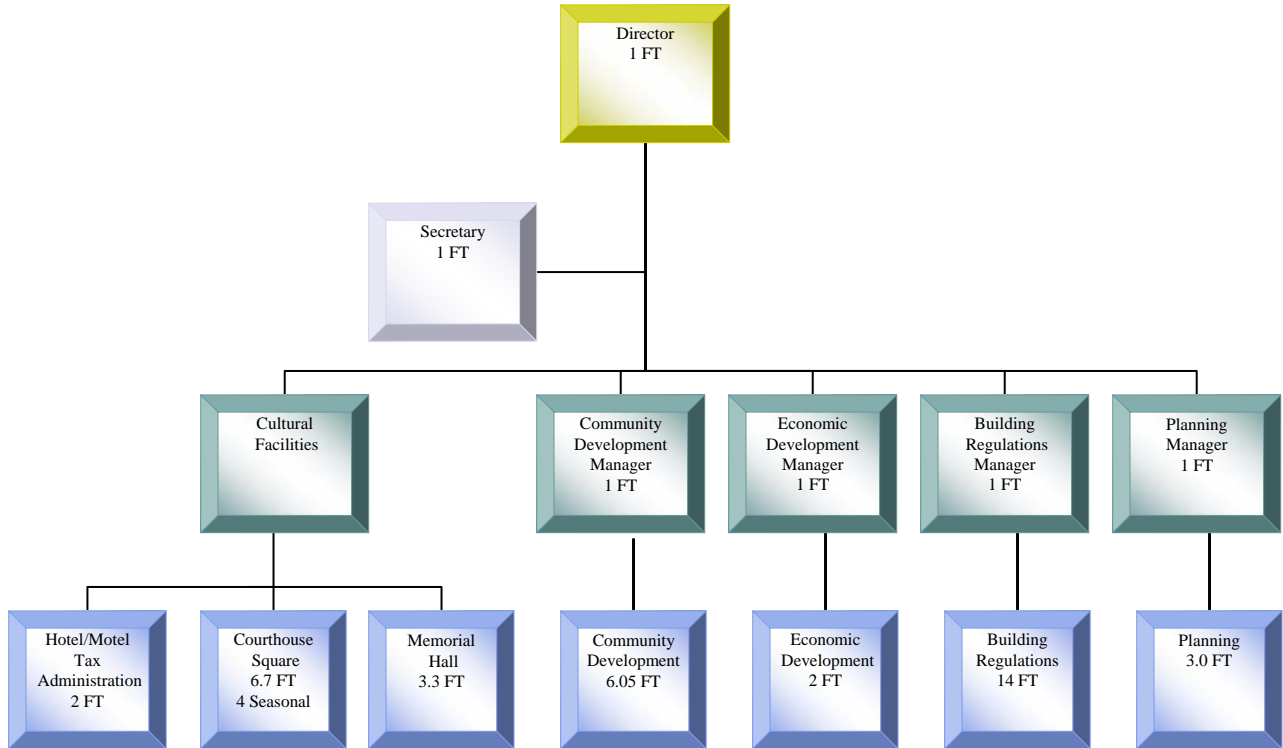 Director
1 FT
Secretary
1 FT
Cultural
Facilities
Community
Development
Manager
1 FT
Economic
Development
Manager
1 FT
Building
Regulations
Manager
1 FT
Planning
Manager
1 FT
Hotel/Motel
Tax
Administration
2 FT
Courthouse
Square
6.7 FT
4 Seasonal
Memorial
Hall
3.3 FT
Community
Development
6.05 FT
Economic
Development
2 FT
Building
Regulations
14 FT
Planning
3.0 FT